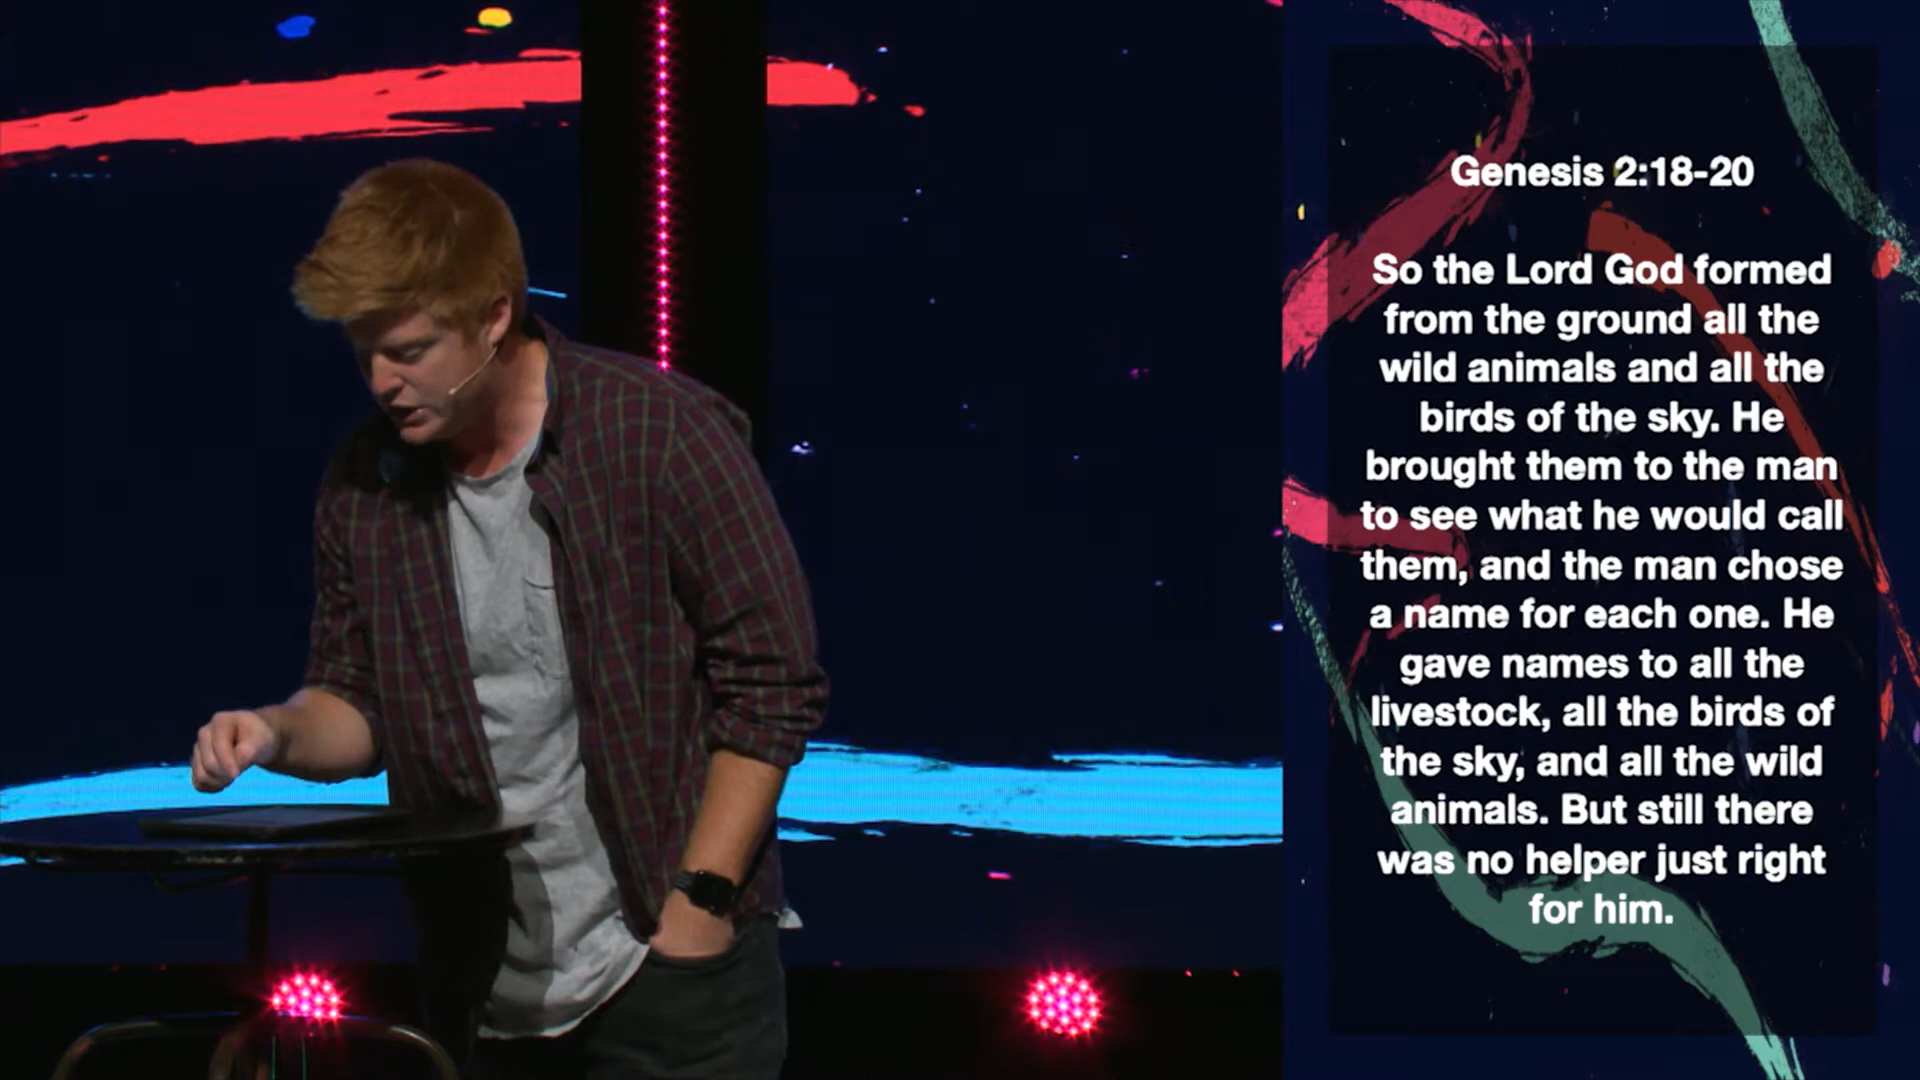 Genesis 2:18-20
So the Lord God formed
from the ground all the
wild animals and all the
birds of the sky. He
brought them to the man
to see what he would call
them, and the man chose
a name for each one. He
gave names to all the
livestock, all the birds of
the sky, and all the wild
animals. But still there
was no helper just right
for him.